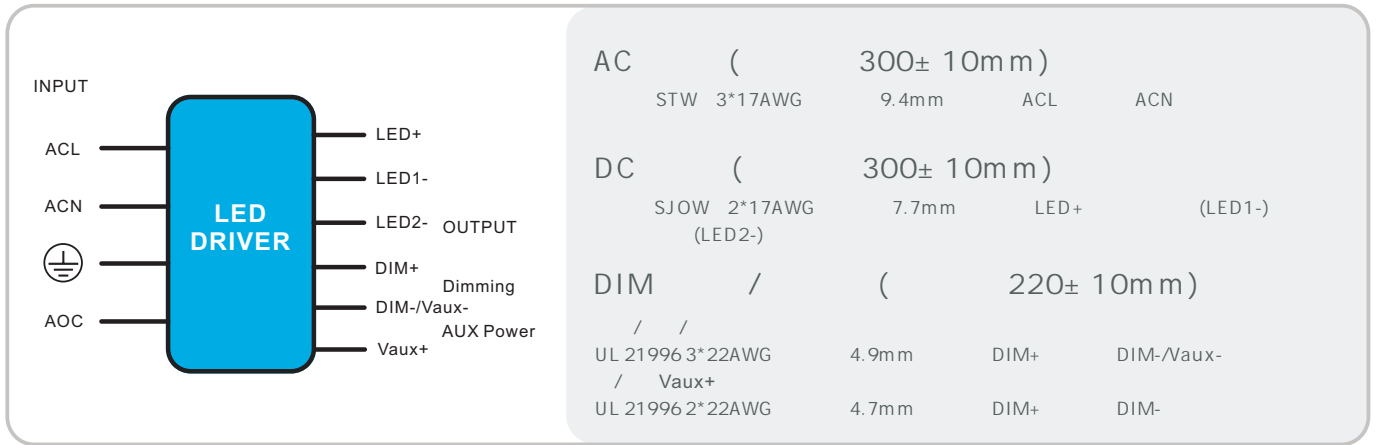 INPUT
ACL
ACN
AOC
LED
DRIVER
LED+
LED1-
LED2-
OUTPUT
DIM+
Dimming
DIM-/Vaux-
AUX Power
Vaux+
AC ( 300± 10mm)
STW 3*17AWG 9.4mm ACL ACN
DC ( 300± 10mm)
SJOW 2*17AWG 7.7mm LED+ (LED1-)
(LED2-)
DIM / ( 220± 10mm)
/ /
UL 21996 3*22AWG 4.9mm DIM+ DIM-/Vaux-
/ Vaux+
UL 21996 2*22AWG 4.7mm DIM+ DIM-